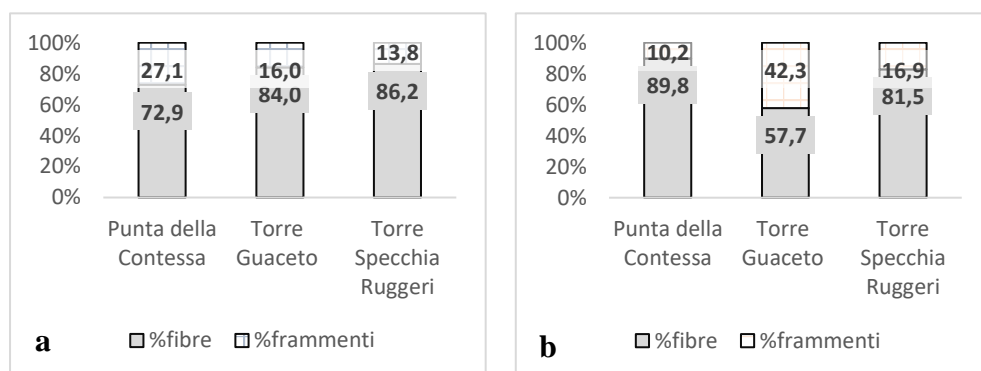 100%
80%
60%
40%
20%
0%
27,1
16,0
13,8
72,9
84,0
86,2
Punta della
Contessa
Torre
Guaceto
Torre
Specchia
Ruggeri
a
%fibre
%frammenti
100%
80%
60%
40%
20%
0%
10,2
42,3
16,9
89,8
57,7
81,5
Punta della
Contessa
Torre
Guaceto
Torre
Specchia
Ruggeri
b
%fibre
%frammenti